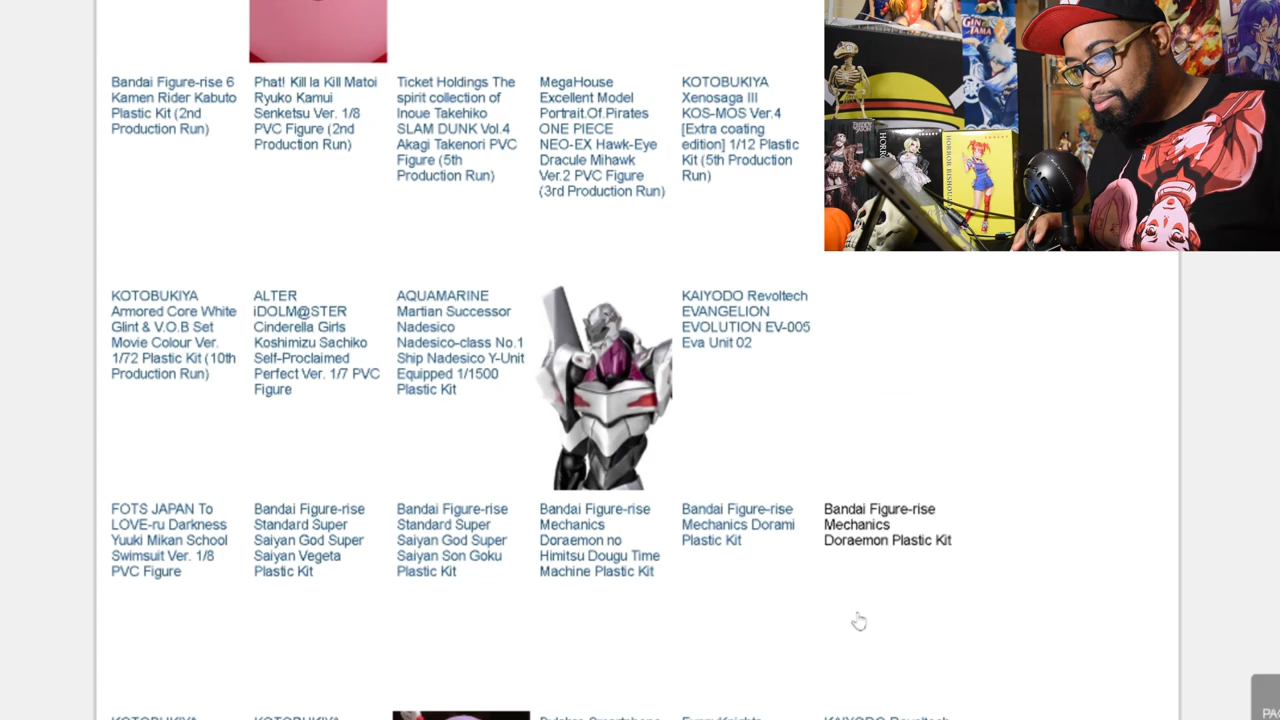 GIN
TAMA
Bandai Figure-rise 6
Kamen Rider Kabuto
Plastic Kit (2nd
Production Run)
Phat! Kill la Kill Matoi
Ryuko Kamui
Senketsu Ver. 1/8
PVC Figure (2nd
Production Run)
Ticket Holdings The
spirit collection of
Inoue Takehiko
SLAM DUNK Vol.4
Akagi Takenori PVC
Figure (5th
Production Run)
MegaHouse
Excellent Model
Portrait.Of.Pirates
ONE PIECE
NEO-EX Hawk-Eye
Dracule Mihawk
Ver.2 PVC Figure
(3rd Production Run)
KOTOBUKIYA
Xenosaga III
KOS-MOS Ver.4
[Extra coating
edition] 1/12 Plastic
Kit (5th Production
Run)
KOTOBUKIYA
Armored Core White
Glint & V.O.B Set
Movie Colour Ver.
1/72 Plastic Kit (10th
Production Run)
ALTER
iDOLM@STER
Cinderella Girls
Koshimizu Sachiko
Self-Proclaimed
Perfect Ver. 1/7 PVC
Figure
AQUAMARINE
Martian Successor
Nadesico
Nadesico-class No.1
Ship Nadesico Y-Unit
Equipped 1/1500
Plastic Kit
KAIYODO Revoltech
EVANGELION
EVOLUTION EV-005
Eva Unit 02
FOTS JAPAN To
LOVE-ru Darkness
Yuuki Mikan School
Swimsuit Ver. 1/8
PVC Figure
Bandai Figure-rise
Standard Super
Saiyan God Super
Saiyan Vegeta
Plastic Kit
Bandai Figure-rise
Standard Super
Saiyan God Super
Saiyan Son Goku
Plastic Kit
Bandai Figure-rise
Mechanics
Doraemon no
Himitsu Dougu Time
Machine Plastic Kit
Bandai Figure-rise
Mechanics Dorami
Plastic Kit
Bandai Figure-rise
Mechanics
Doraemon Plastic Kit
KOTOBUKIYA
KOTOBUKIYA
KAIYODO Revoltech